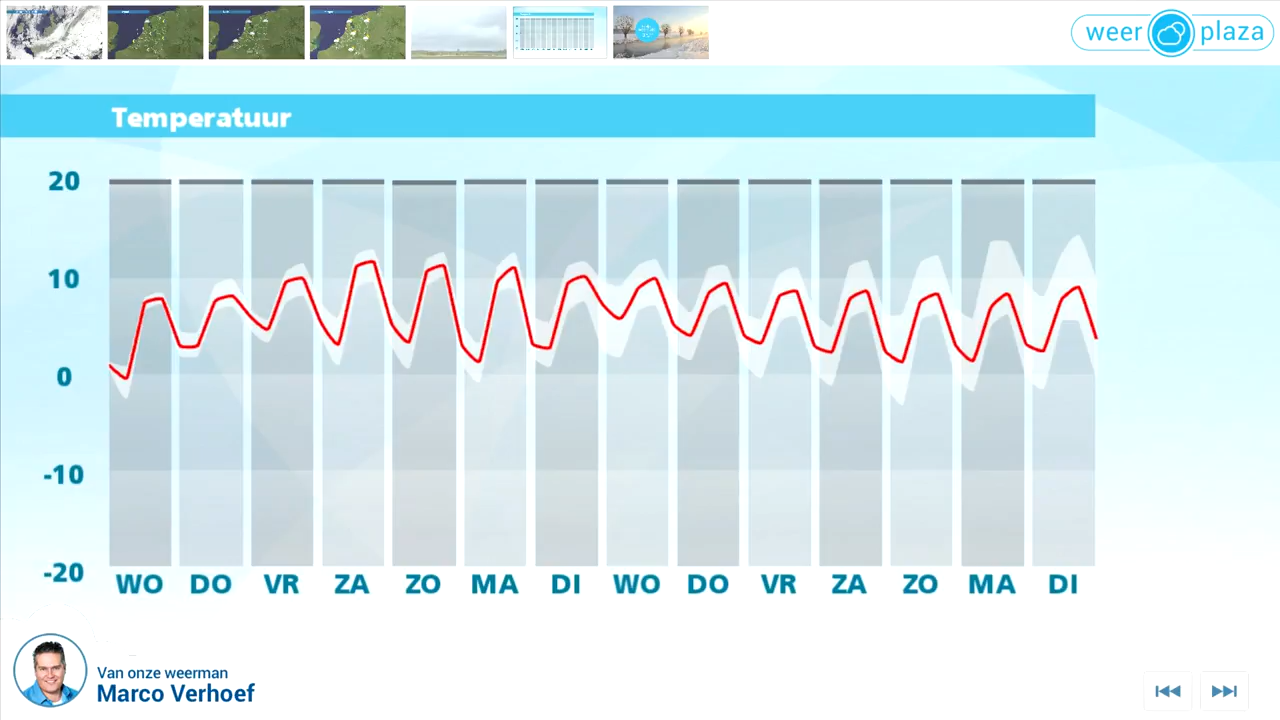 weer plaza
Temperatuur
20
10
0
-10
-20
WO DO VR ZA ZO MA DI WO DO VR ZA ZO MA DI
Van onze weerman
Marco Verhoef